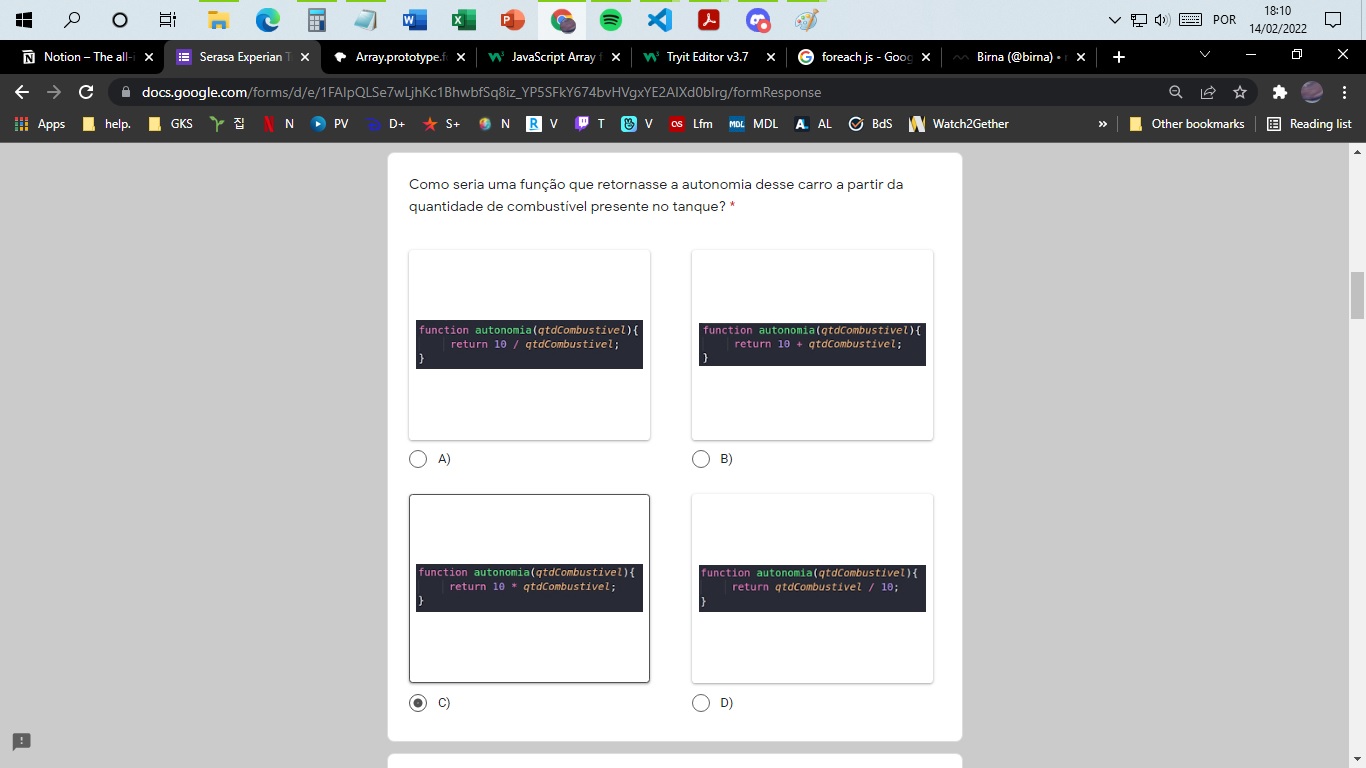 18:10
POR
14/02/2022
Notion – The all-i
Serasa Experian T
Array.prototype.f
JavaScript Array f
Tryit Editor v3.7
foreach js - Goog
Birna (@birna) •
docs.google.com/forms/d/e/1FAIpQLSe7wLjhKc1BhwbfSq8iz_YP5SFkY674bvHVgxYE2AIXd0bIrg/formResponse
Apps help. GKS 집 N PV D+ S+ N R V T V os Lfm MDL MDL A. AL BdS Watch2Gether » Other bookmarks Reading list
Como seria uma função que retornasse a autonomia desse carro a partir da
quantidade de combustível presente no tanque? *
function autonomia(qtdCombustivel){
return 10 / qtdCombustivel;
}
A)
function autonomia(qtdCombustivel){
return 10 + qtdCombustivel;
}
B)
function autonomia(qtdCombustivel){
return 10 * qtdCombustivel;
}
C)
function autonomia(qtdCombustivel){
return qtdCombustivel / 10;
}
D)